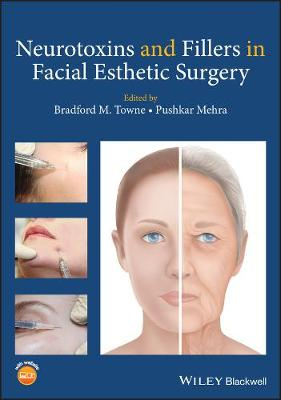 Neurotoxins and Fillers in
Facial Esthetic Surgery
Edited by
Bradford M. Towne • Pushkar Mehra
WILEY Blackwell